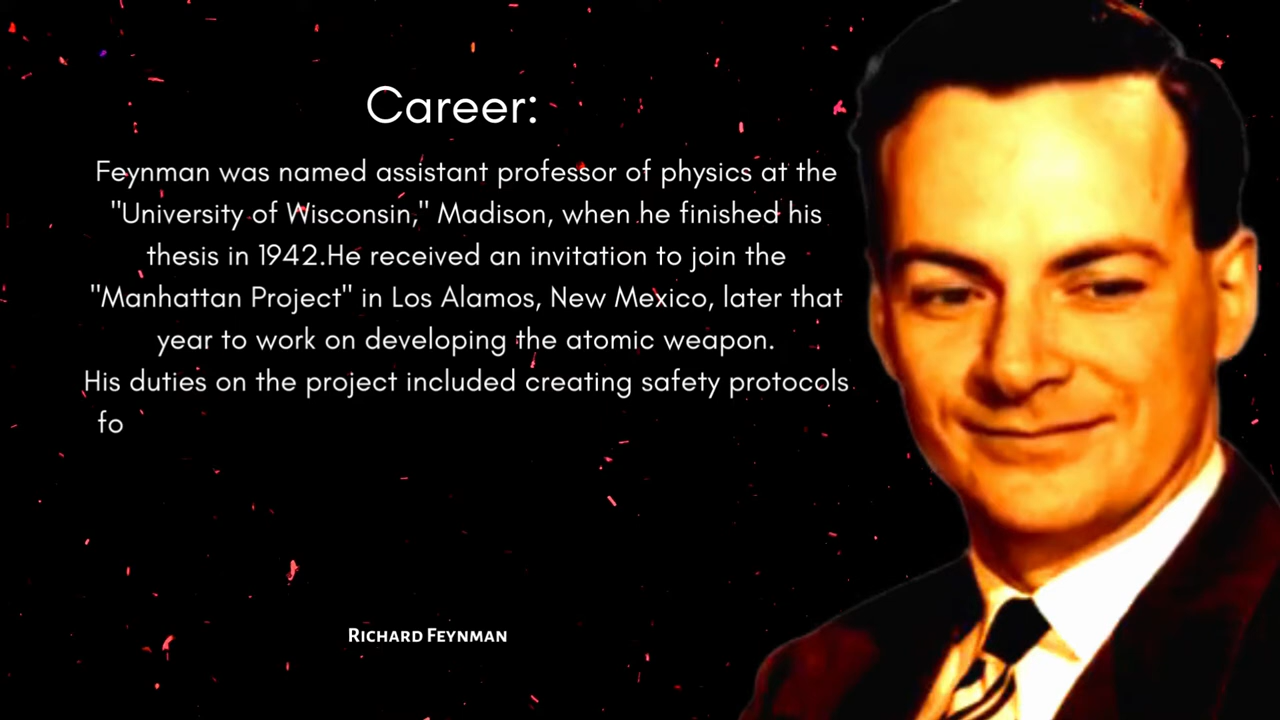 Career:
Feynman was named assistant professor of physics at the
"University of Wisconsin," Madison, when he finished his
thesis in 1942.He received an invitation to join the
"Manhattan Project" in Los Alamos, New Mexico, later that
year to work on developing the atomic weapon.
His duties on the project included creating safety protocols
fo
Richard Feynman